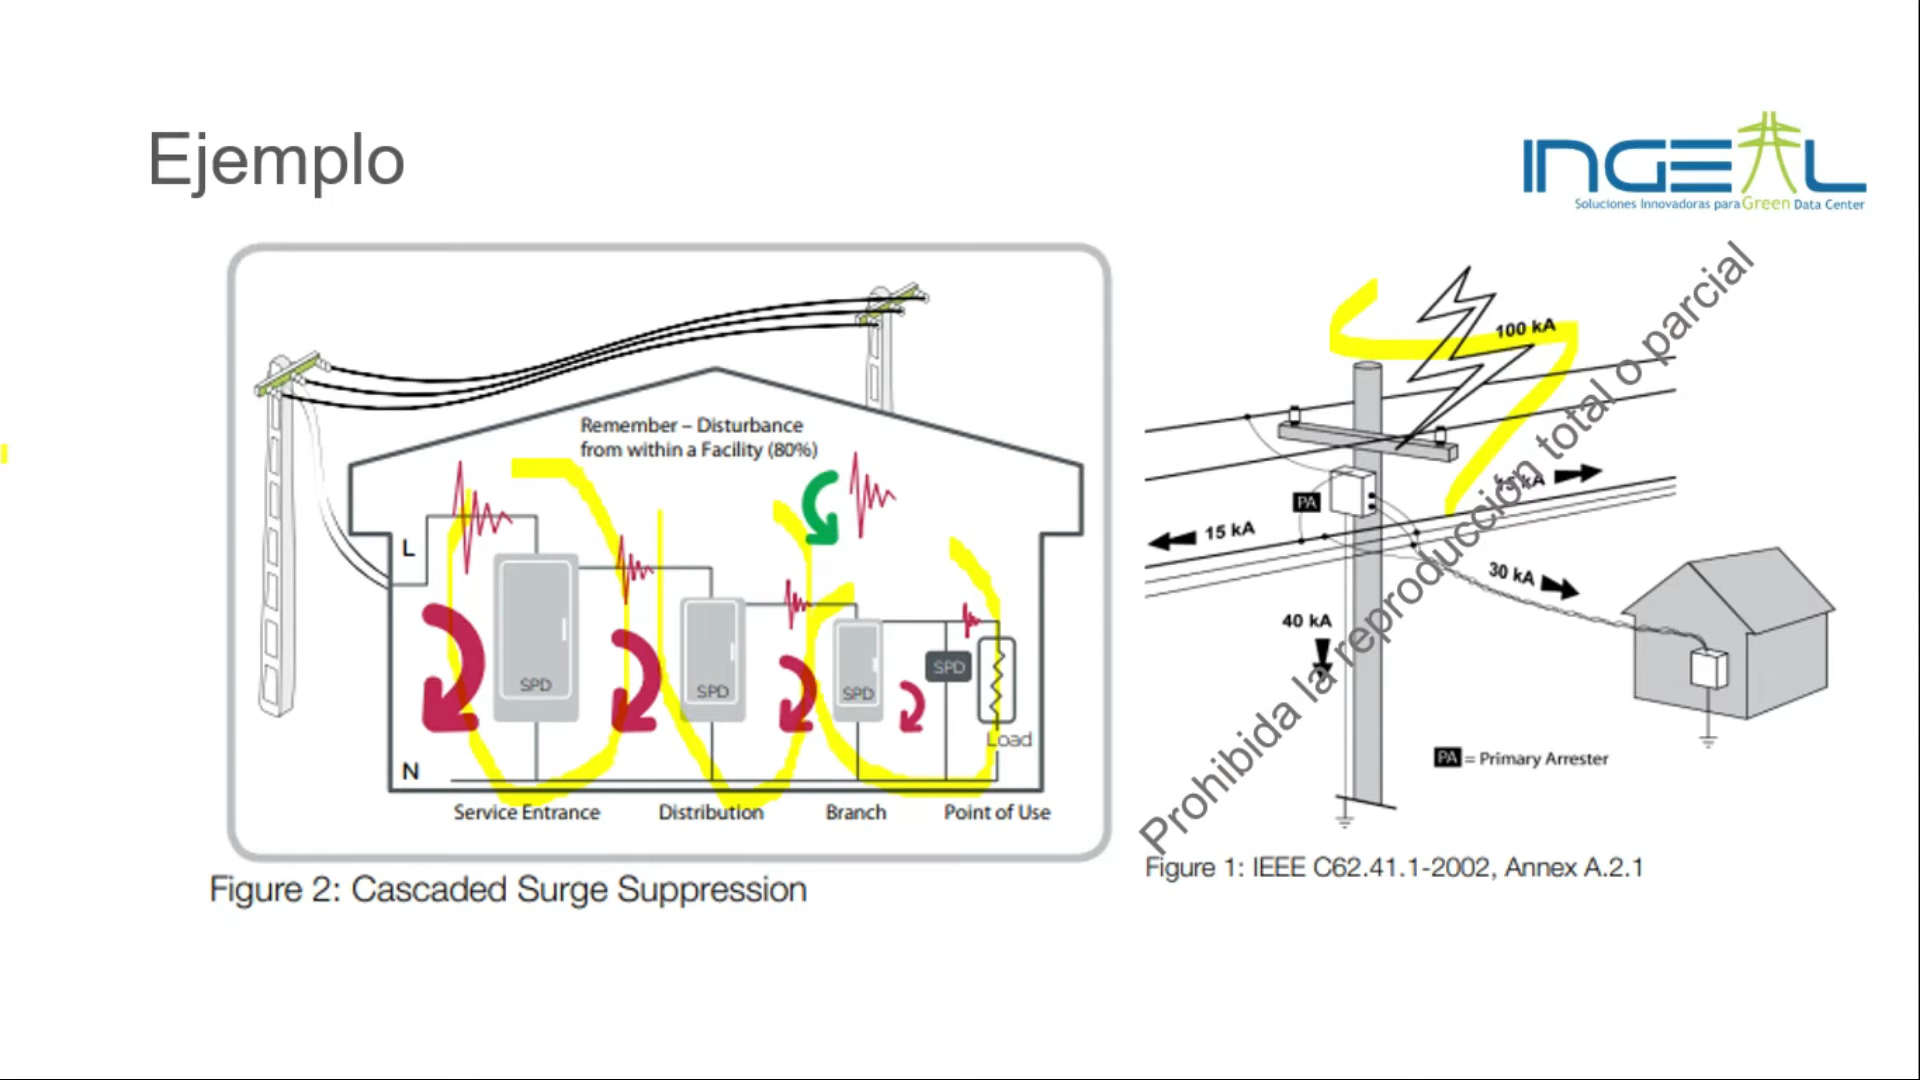 Ejemplo
INGEAL
Soluciones Innovadoras para Green Data Center
Remember – Disturbance
from within a Facility (80%)
L
SPD
SPD
SPD
SPD
Load
N
Service Entrance
Distribution
Branch
Point of Use
Figure 2: Cascaded Surge Suppression
100 kA
PA
15 kA
15 kA
30 kA
40 kA
PA = Primary Arrester
Prohibida la reproducción total o parcial
Figure 1: IEEE C62.41.1-2002, Annex A.2.1